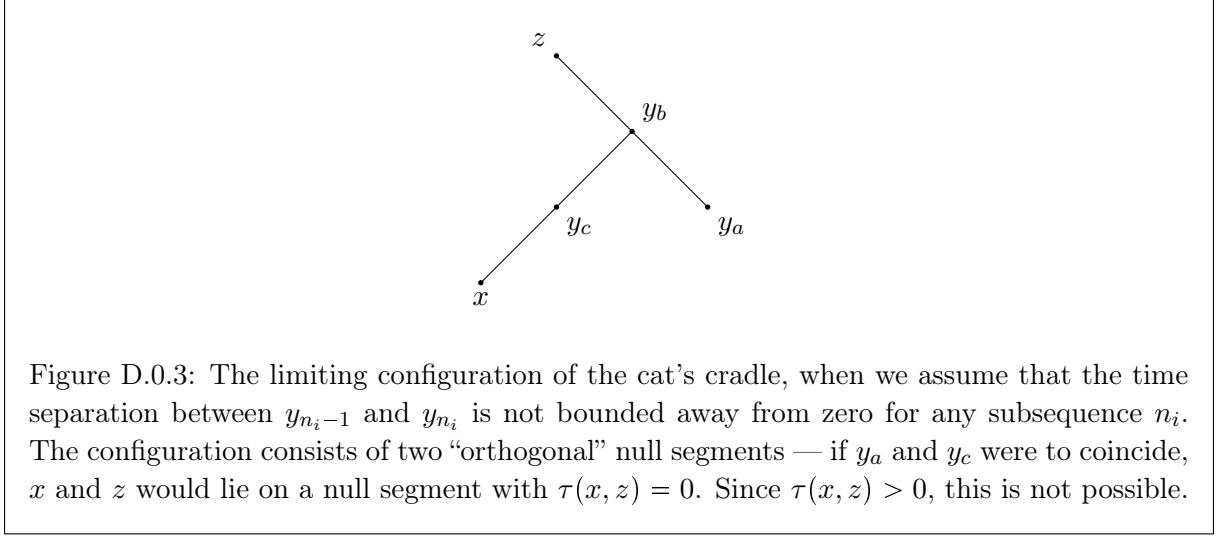 z
y_b
y_c
y_a
x
Figure D.0.3: The limiting configuration of the cat's cradle, when we assume that the time
separation between y_{n_i−1} and y_{n_i} is not bounded away from zero for any subsequence n_i.
The configuration consists of two “orthogonal” null segments — if y_a and y_c were to coincide,
x and z would lie on a null segment with τ(x, z) = 0. Since τ(x, z) > 0, this is not possible.